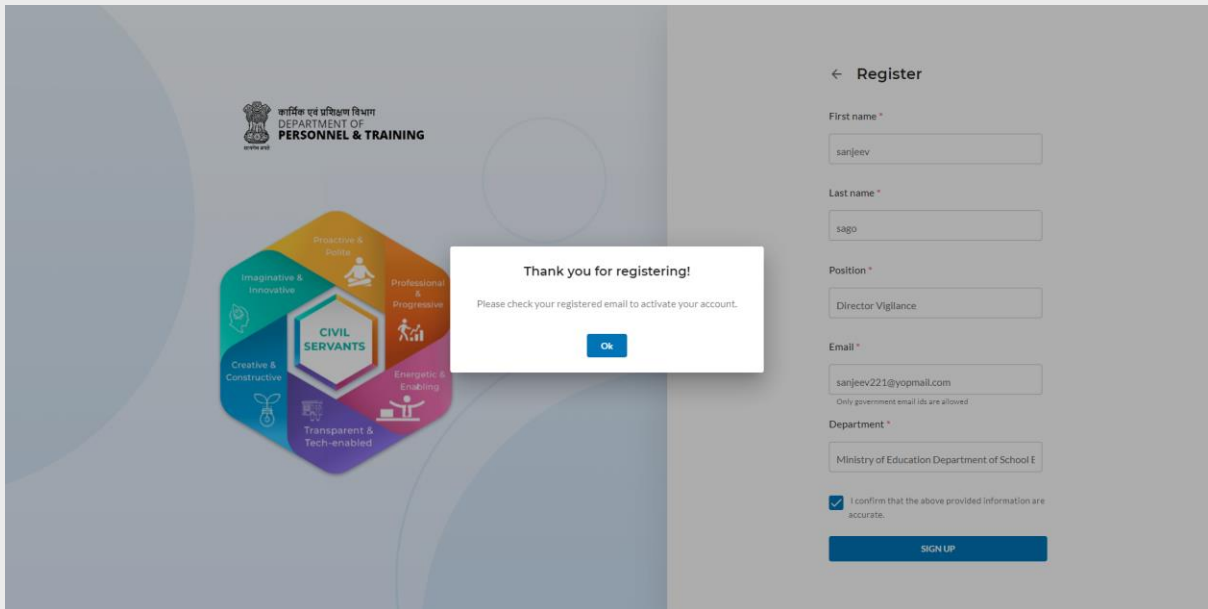 कार्मिक एवं प्रशिक्षण विभाग
DEPARTMENT OF
PERSONNEL & TRAINING
सत्यमेव जयते
Proactive &
Polite
Imaginative &
Innovative
Professional
&
Progressive
CIVIL
SERVANTS
Creative &
Constructive
Energetic &
Enabling
Transparent &
Tech-enabled
Thank you for registering!
Please check your registered email to activate your account.
Ok
← Register
First name *
sanjeev
Last name *
sago
Position *
Director Vigilance
Email *
sanjeev221@yopmail.com
Only government email ids are allowed
Department *
Ministry of Education Department of School E
I confirm that the above provided information are
accurate.
SIGN UP